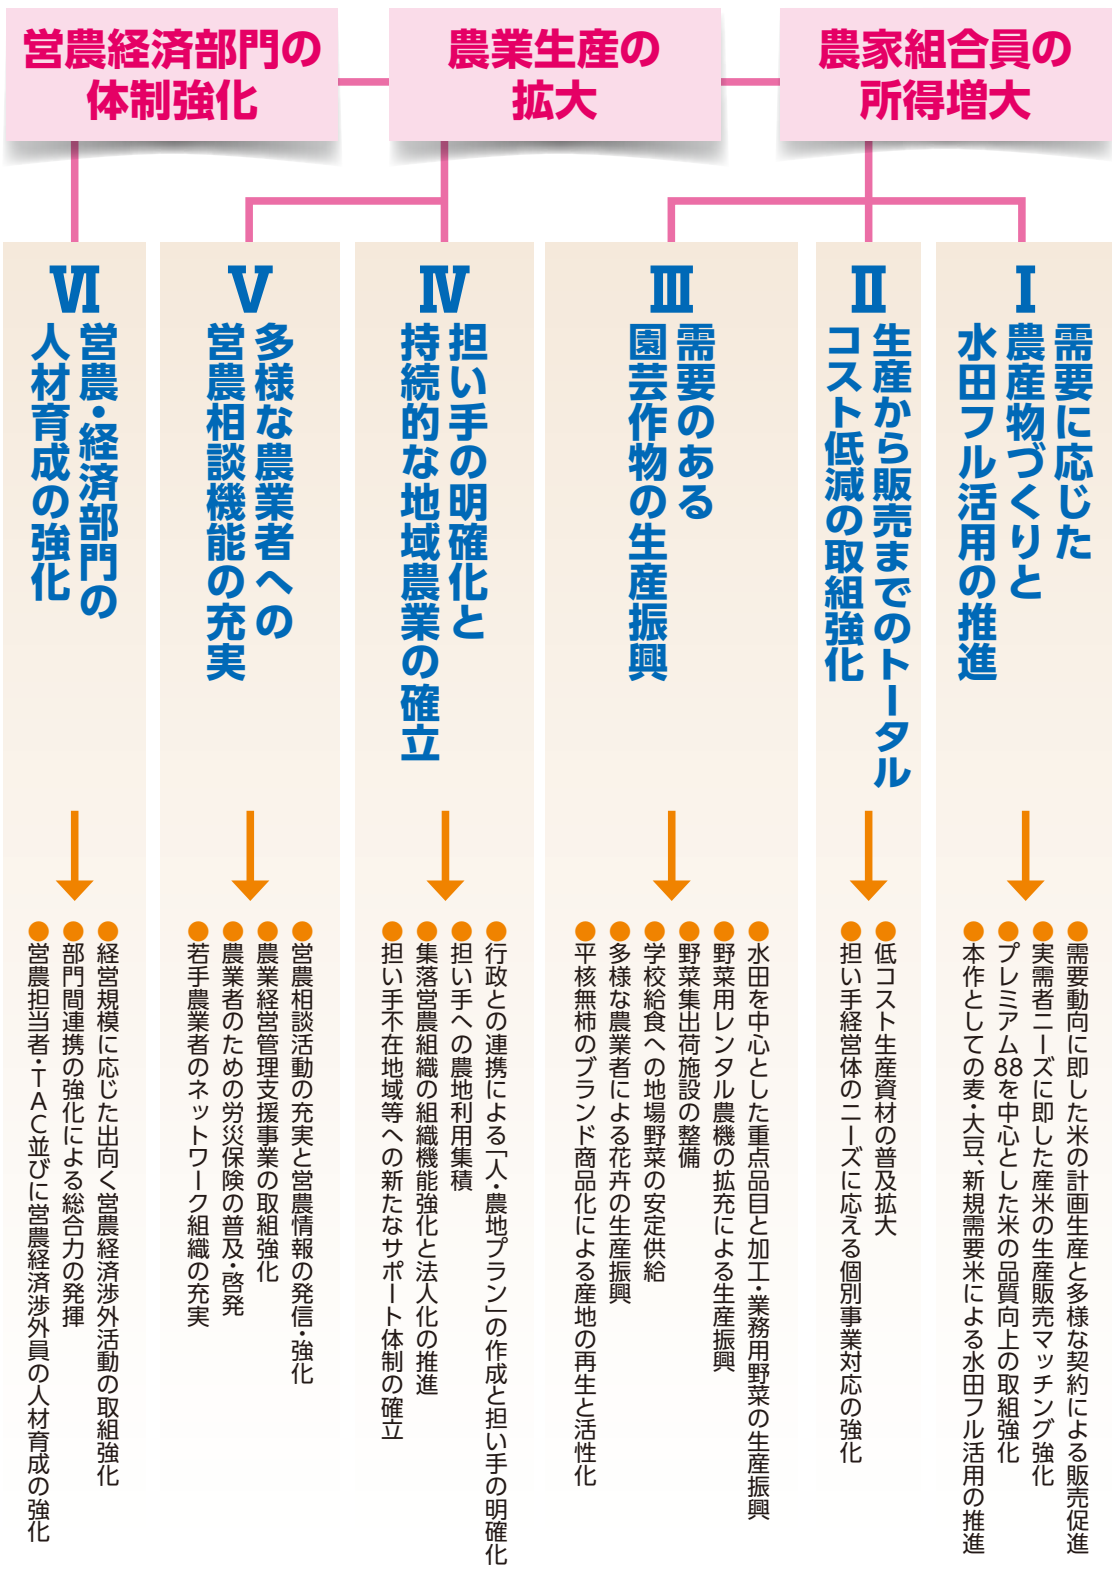 農家組合員の
所得増大
農業生産の
拡大
営農経済部門の
体制強化
Ⅰ
需要に応じた
農産物づくりと
水田フル活用の推進
●需要動向に即した米の計画生産と多様な契約による販売促進
●実需者ニーズに即した産米の生産販売マッチング強化
●プレミアム88を中心とした米の品質向上の取組強化
●本作としての麦・大豆、新規需要米による水田フル活用の推進
Ⅱ
生産から販売までのトータル
コスト低減の取組強化
●低コスト生産資材の普及拡大
●担い手経営体のニーズに応える個別事業対応の強化
Ⅲ
需要のある
園芸作物の生産振興
●水田を中心とした重点品目と加工・業務用野菜の生産振興
●野菜用レンタル農機の拡充による生産振興
●野菜集出荷施設の整備
●学校給食への地場野菜の安定供給
●多様な農業者による花卉の生産振興
●平核無柿のブランド商品化による産地の再生と活性化
Ⅳ
担い手の明確化と
持続的な地域農業の確立
●行政との連携による「人・農地プラン」の作成と担い手の明確化
●担い手への農地利用集積
●集落営農組織の組織機能強化と法人化の推進
●担い手不在地域等への新たなサポート体制の確立
Ⅴ
多様な農業者への
営農相談機能の充実
●営農相談活動の充実と営農情報の発信・強化
●農業経営管理支援事業の取組強化
●農業者のための労災保険の普及・啓発
●若手農業者のネットワーク組織の充実
Ⅵ
営農・経済部門の
人材育成の強化
●経営規模に応じた出向く営農経済渉外活動の取組強化
●部門間連携の強化による総合力の発揮
●営農担当者・TAC並びに営農経済渉外員の人材育成の強化